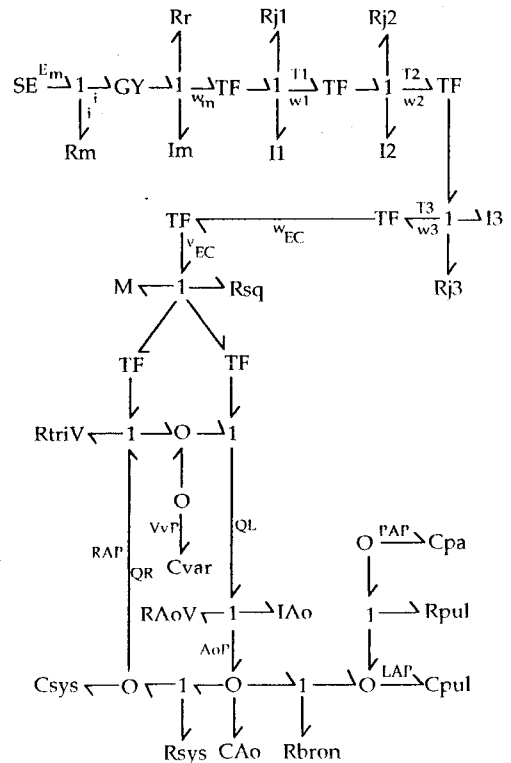 Rr Rj1 Rj2
SE Em 1 i GY 1 wm TF 1 T1 w1 TF 1 T2 w2 TF
i
Rm Im I1 I2
TF wEC TF T3 w3 1 I3
vEC
M 1 Rsq Rj3
TF TF
RtriV 1 O 1
O
VvP QL
RAP QR Cvar O PAP Cpa
RAoV 1 IAo 1 Rpul
AoP
Csys O 1 O 1 O LAP Cpul
Rsys CAo Rbron